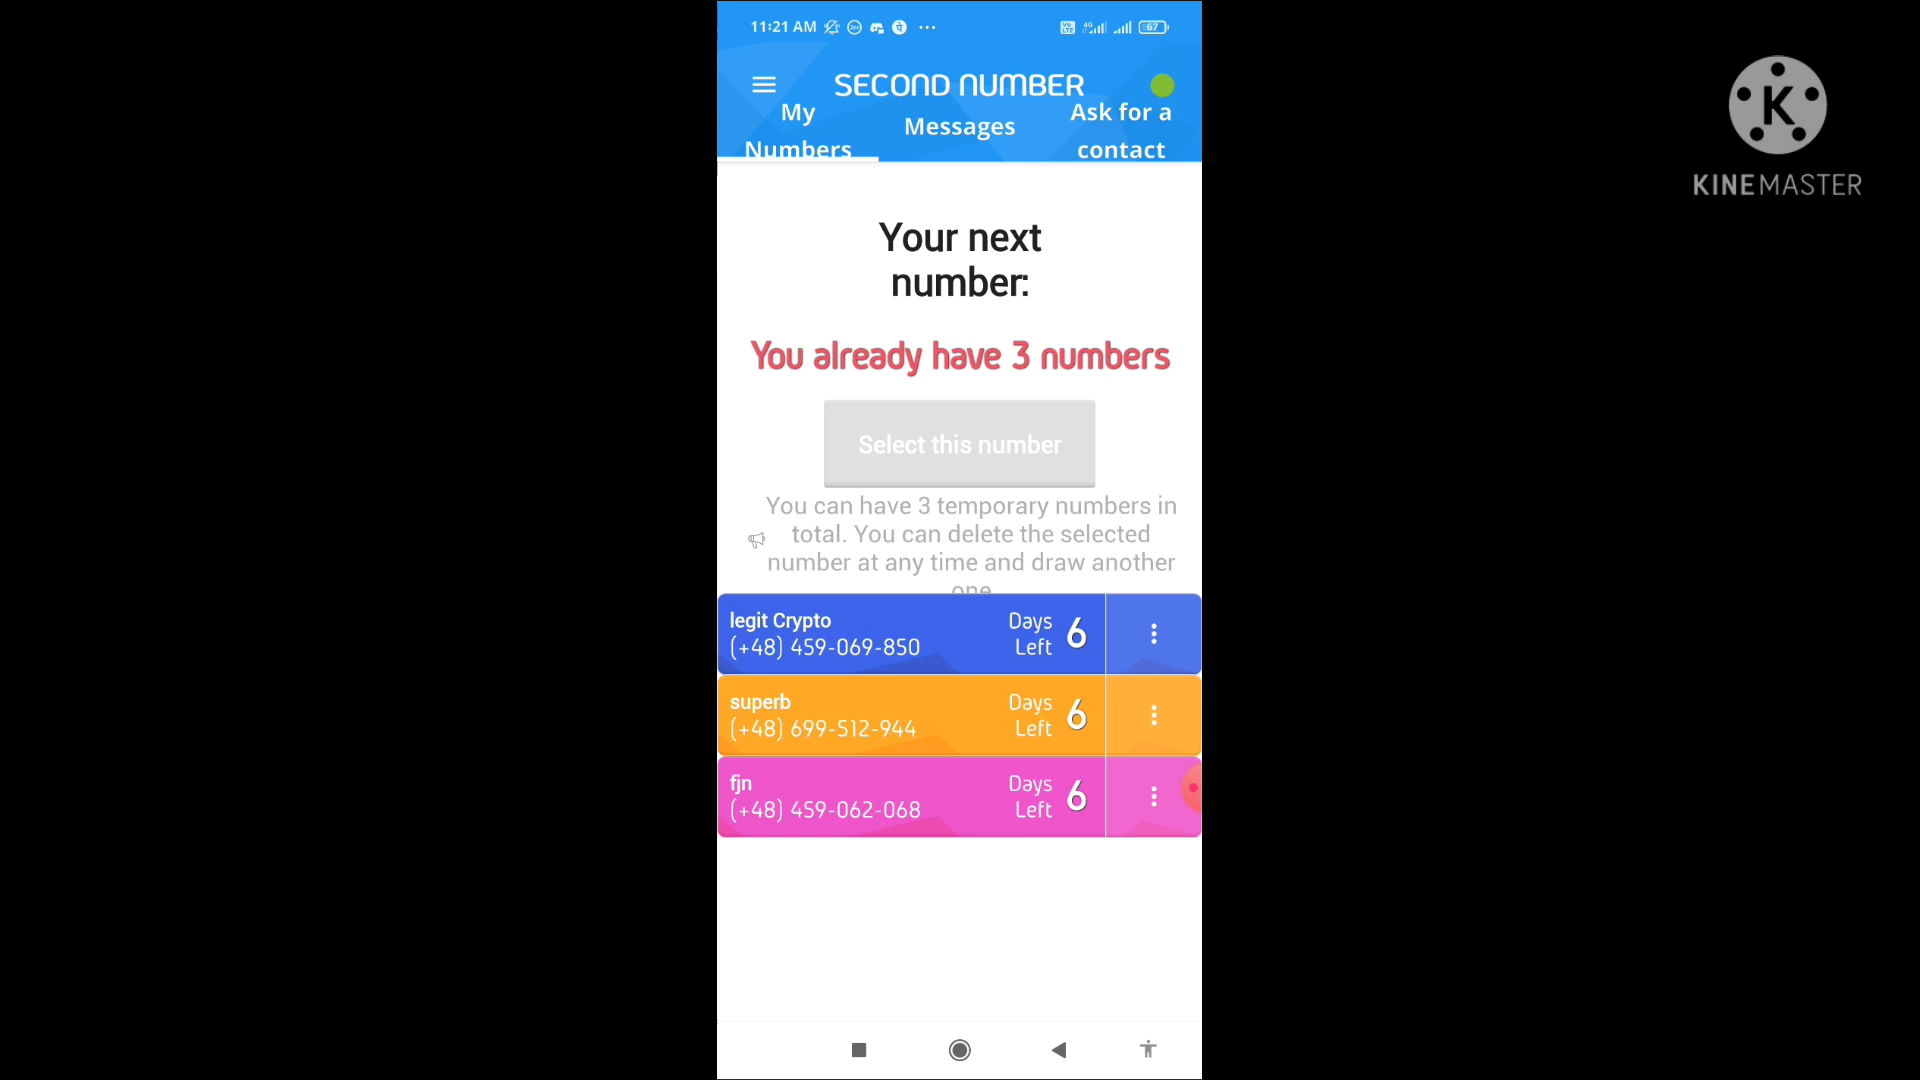 11:21 AM
67
SECOND NUMBER
My
Numbers
Messages
Ask for a
contact
KINEMASTER
Your next
number:
You already have 3 numbers
Select this number
You can have 3 temporary numbers in
total. You can delete the selected
number at any time and draw another
one
legit Crypto
(+48) 459-069-850
Days
Left
6
superb
(+48) 699-512-944
Days
Left
6
fjn
(+48) 459-062-068
Days
Left
6